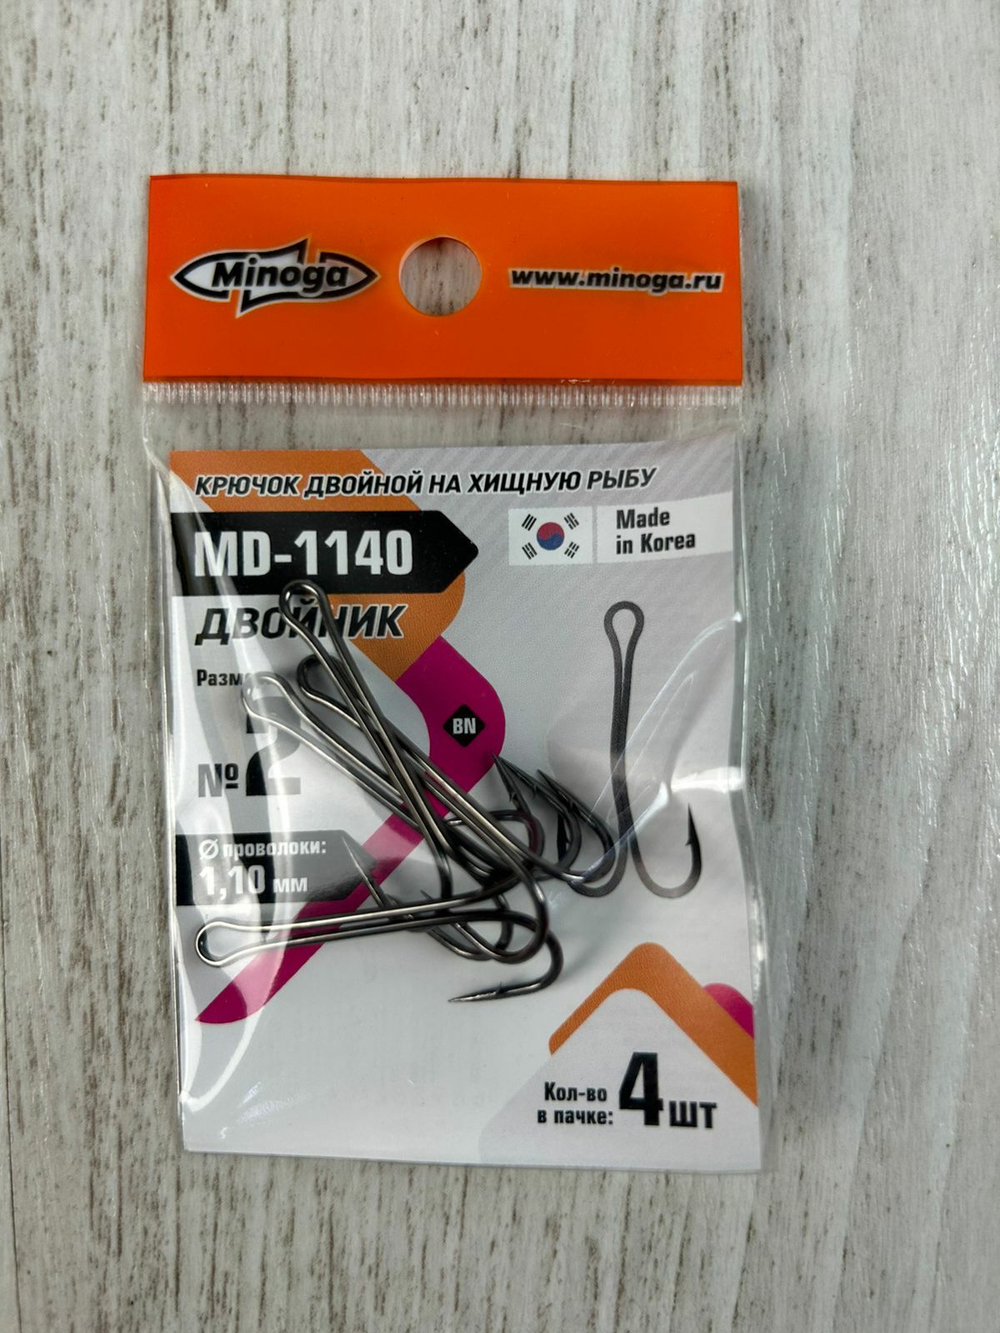 Minoga
www.minoga.ru
КРЮЧОК ДВОЙНОЙ НА ХИЩНУЮ РЫБУ
MD-1140
Made
in Korea
ДВОЙНИК
BN
№2
Ø проволоки:
1,10 мм
Кол-во
в пачке:
4шт